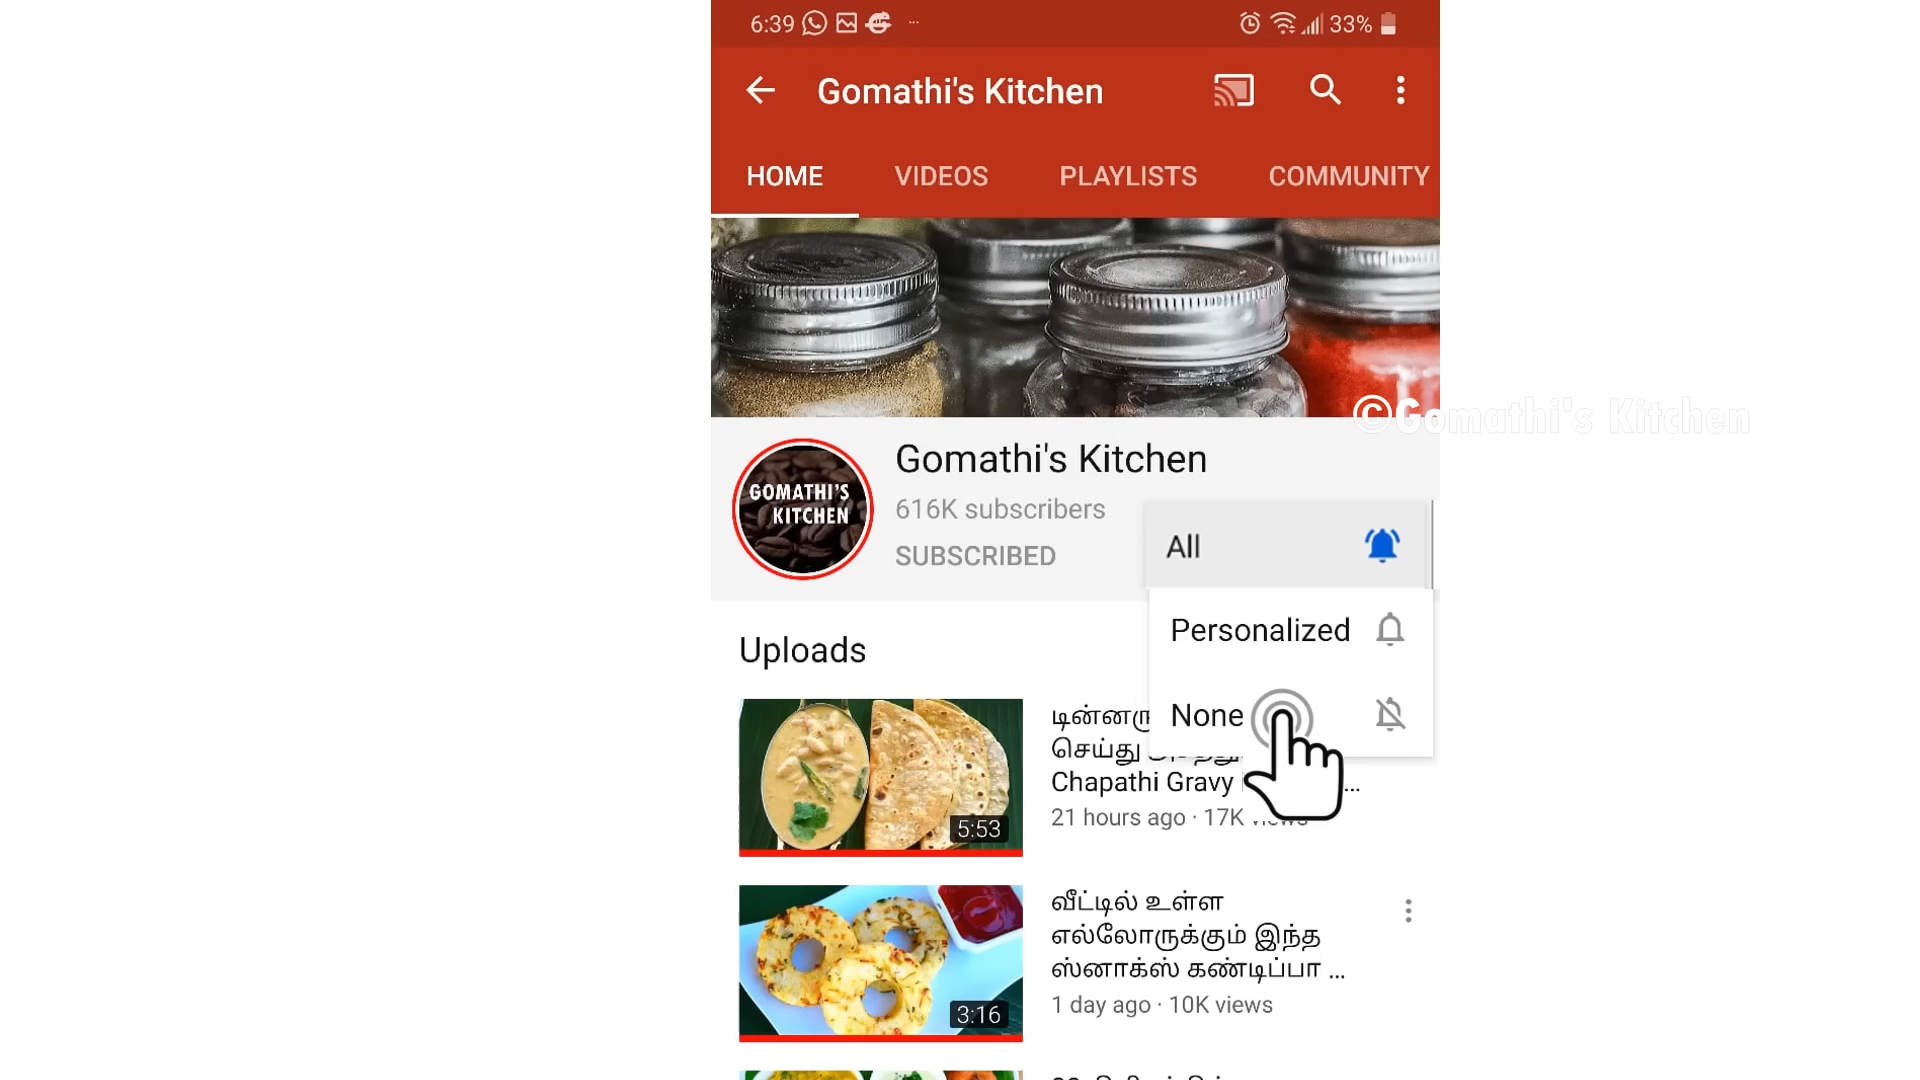 6:39
33%
Gomathi's Kitchen
HOME
VIDEOS
PLAYLISTS
COMMUNITY
©Gomathi's Kitchen
GOMATHI'S
KITCHEN
Gomathi's Kitchen
616K subscribers
SUBSCRIBED
All
Personalized
None
Uploads
5:53
செய்து
Chapathi Gravy ...
21 hours ago · 17K views
3:16
வீட்டில் உள்ள
எல்லோருக்கும் இந்த
ஸ்னாக்ஸ் கண்டிப்பா ...
1 day ago · 10K views